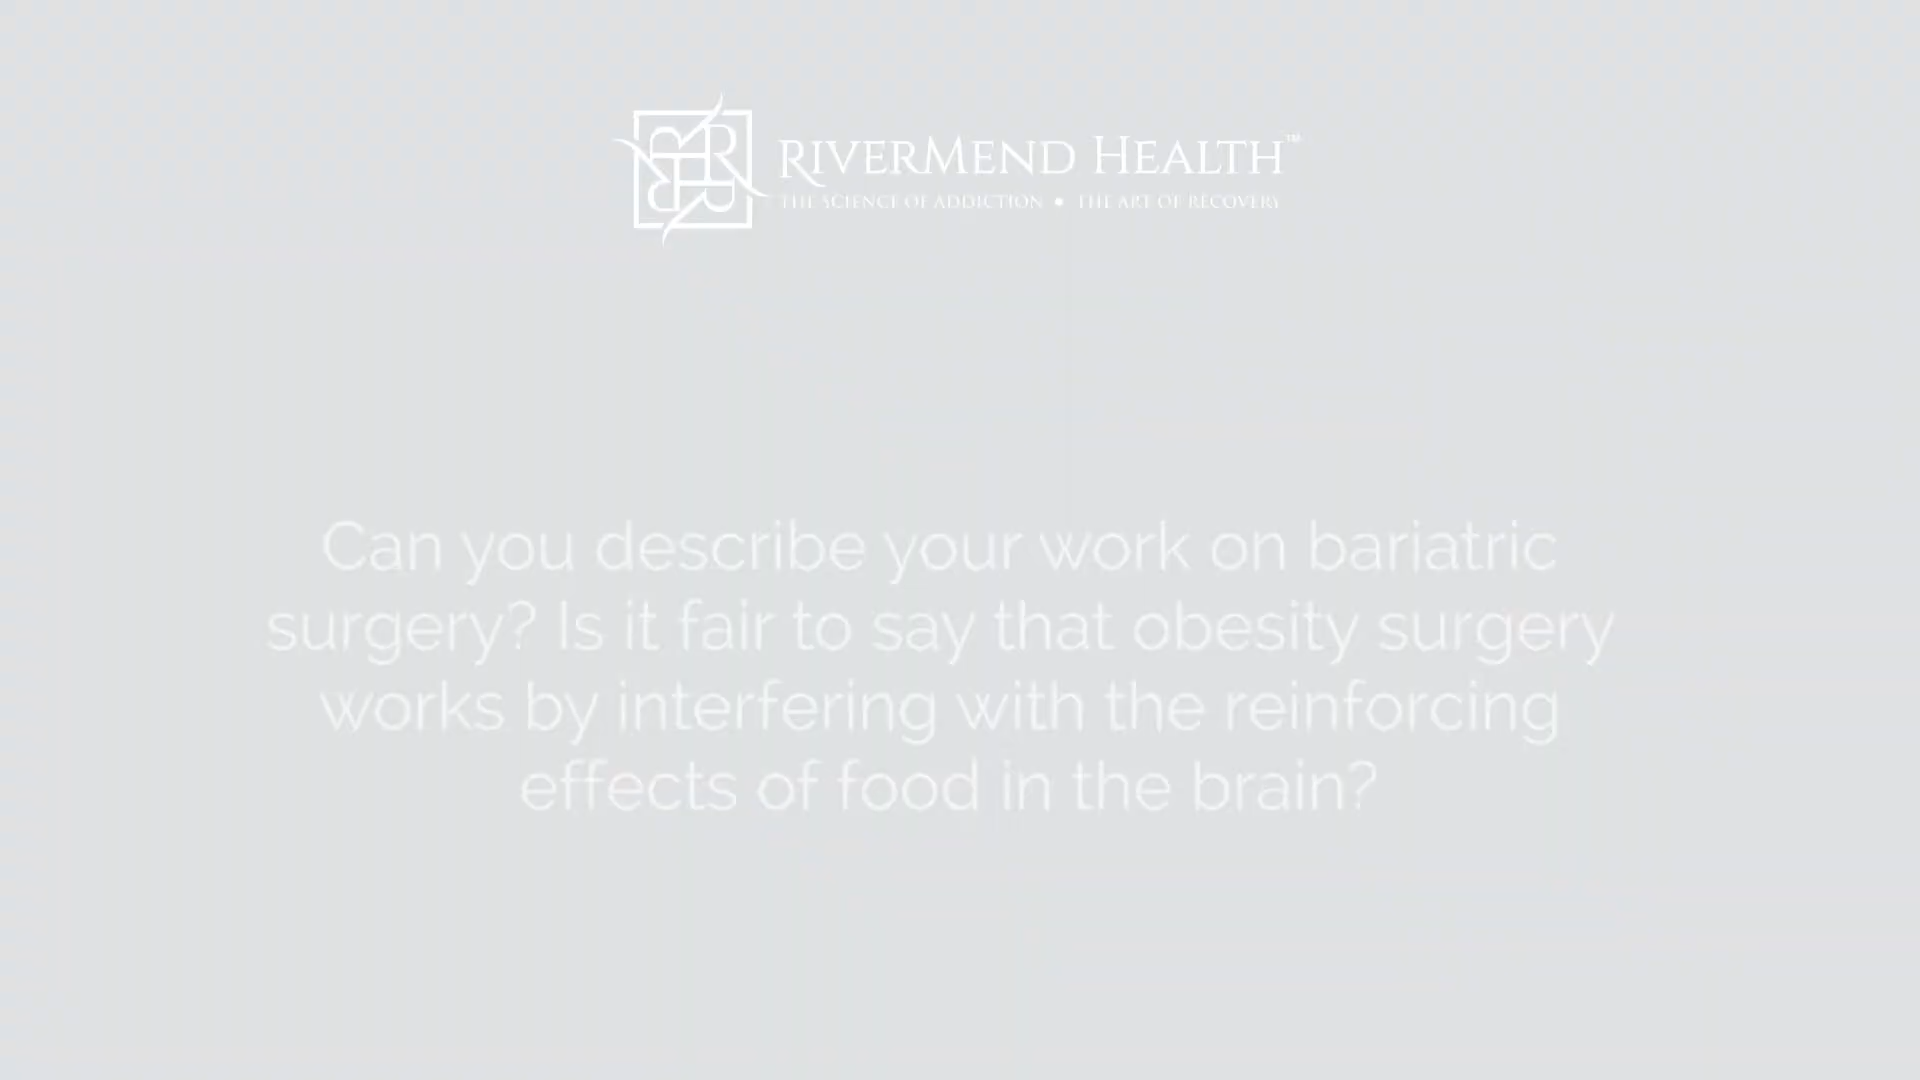 RIVERMEND HEALTH™
THE SCIENCE OF ADDICTION • THE ART OF RECOVERY
Can you describe your work on bariatric
surgery? Is it fair to say that obesity surgery
works by interfering with the reinforcing
effects of food in the brain?